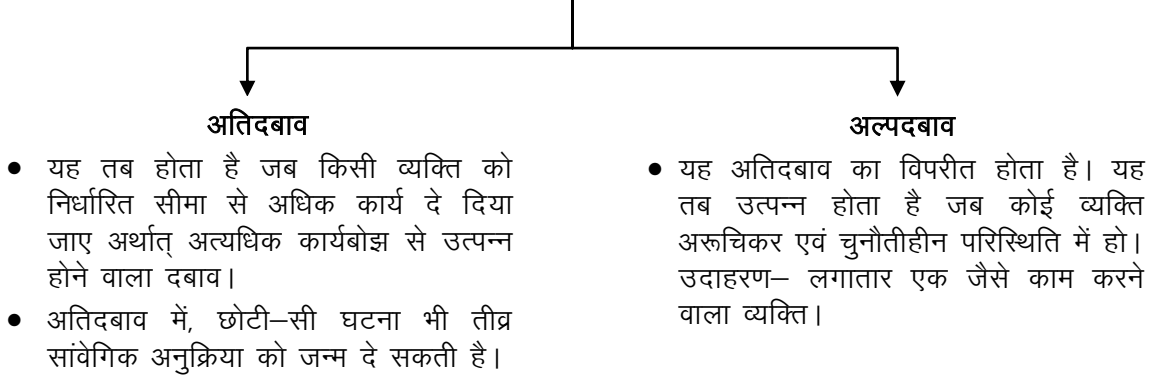 अतिदबाव
● यह तब होता है जब किसी व्यक्ति को
निर्धारित सीमा से अधिक कार्य दे दिया
जाए अर्थात् अत्यधिक कार्यबोझ से उत्पन्न
होने वाला दबाव।
● अतिदबाव में, छोटी–सी घटना भी तीव्र
सांवेगिक अनुक्रिया को जन्म दे सकती है।
अल्पदबाव
● यह अतिदबाव का विपरीत होता है। यह
तब उत्पन्न होता है जब कोई व्यक्ति
अरूचिकर एवं चुनौतीहीन परिस्थिति में हो।
उदाहरण– लगातार एक जैसे काम करने
वाला व्यक्ति।